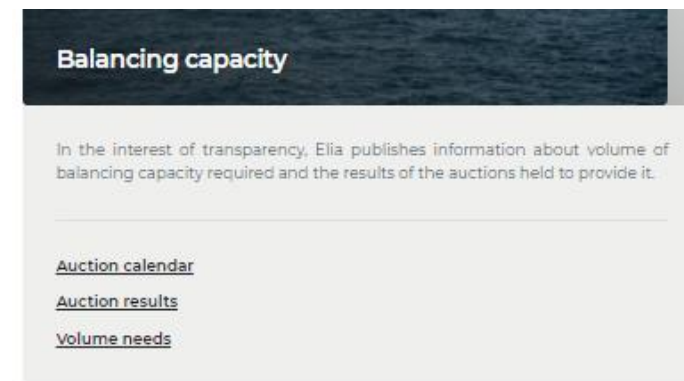 Balancing capacity
In the interest of transparency, Elia publishes information about volume of
balancing capacity required and the results of the auctions held to provide it.
Auction calendar
Auction results
Volume needs